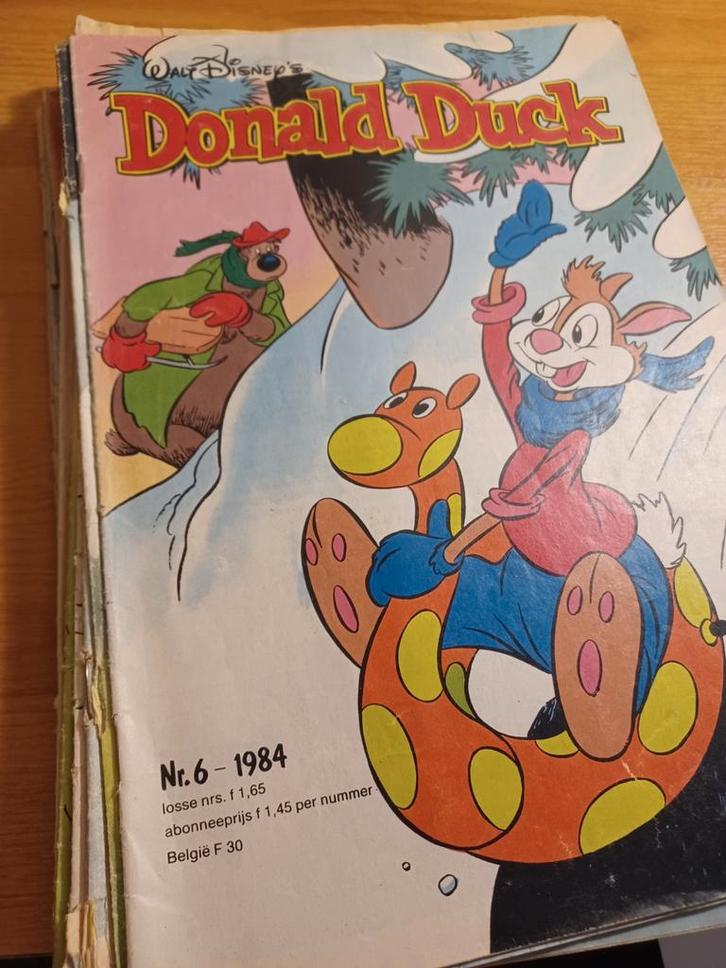 Walt Disney's
Donald Duck
Nr. 6 – 1984
losse nrs. f 1,65
abonneeprijs f 1,45 per nummer
België F 30